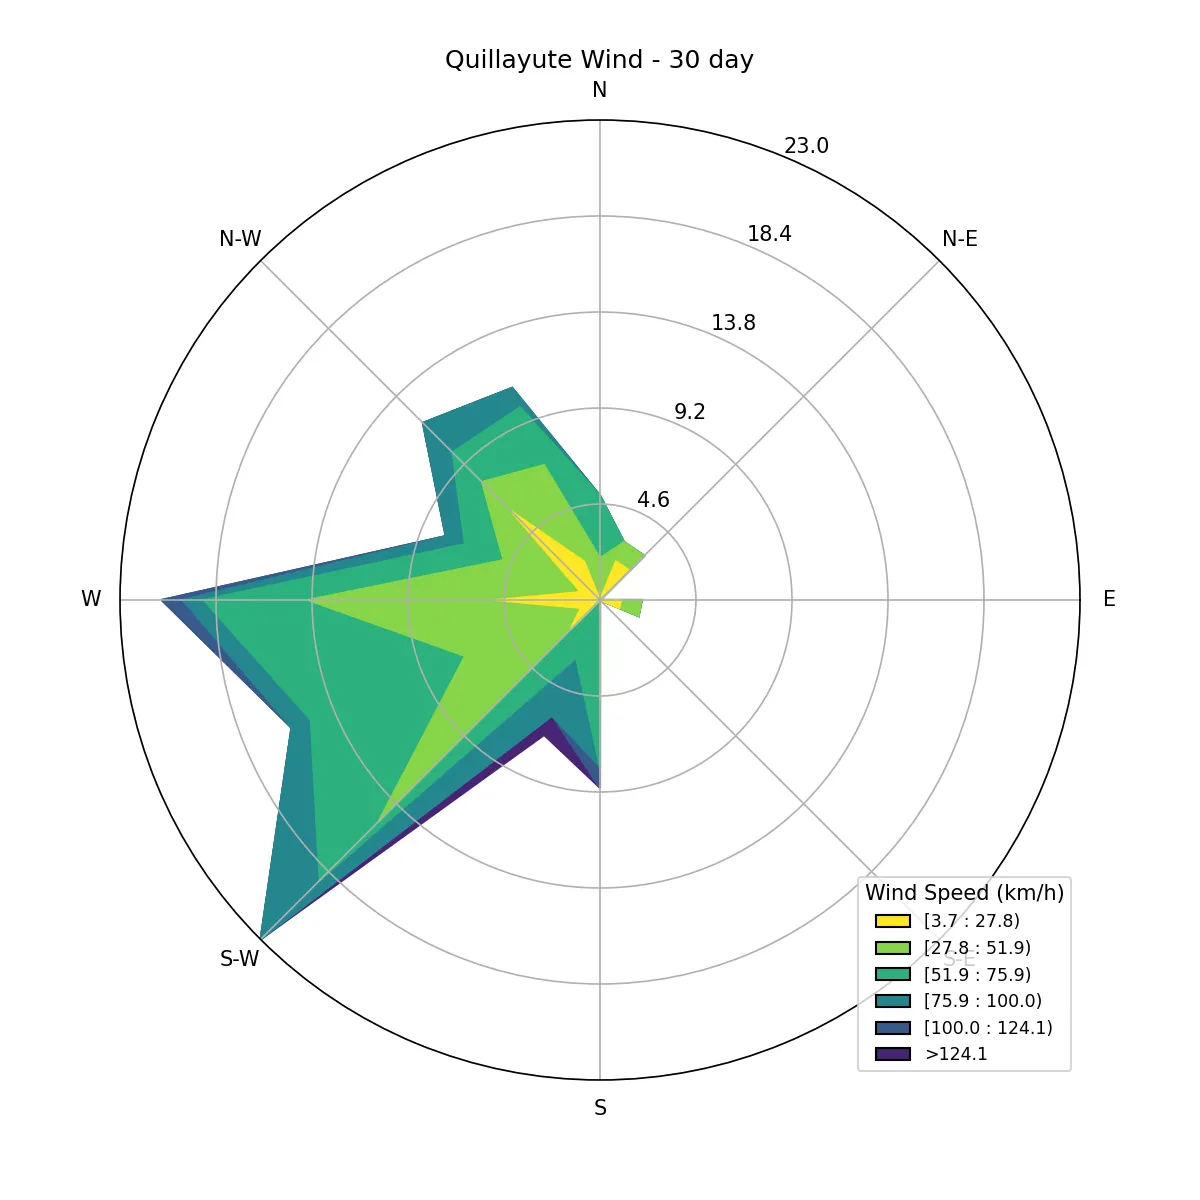 Quillayute Wind - 30 day
N
23.0
N-W
N-E
18.4
13.8
9.2
4.6
W
E
S-W
S-E
S
Wind Speed (km/h)
[3.7 : 27.8)
[27.8 : 51.9)
[51.9 : 75.9)
[75.9 : 100.0)
[100.0 : 124.1)
>124.1